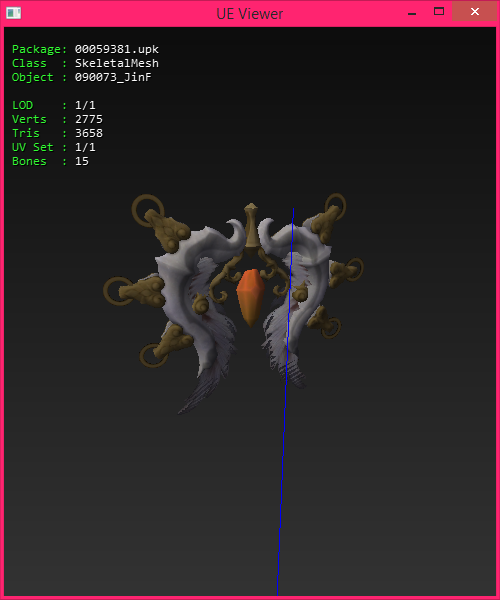 UE Viewer
Package: 00059381.upk
Class : SkeletalMesh
Object : 090073_JinF
LOD : 1/1
Verts : 2775
Tris : 3658
UV Set : 1/1
Bones : 15